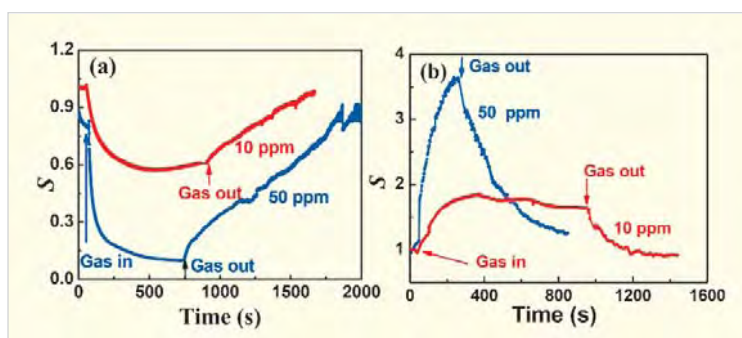 (a)
S
1.2
0.9
0.6
0.3
0.0
10 ppm
Gas out
50 ppm
Gas in
Gas out
0 500 1000 1500 2000
Time (s)
(b)
S
4
3
2
1
Gas out
50 ppm
Gas out
10 ppm
Gas in
0 400 800 1200 1600
Time (s)